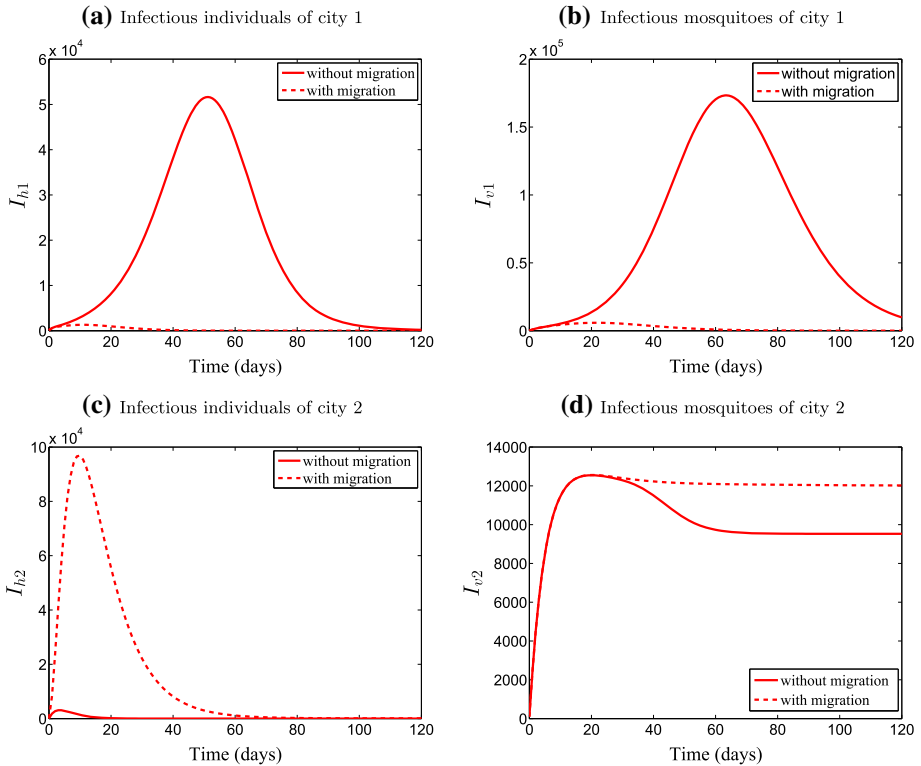 (a) Infectious individuals of city 1
x 10^4
6
5
4
3
2
1
0
I_h1
0 20 40 60 80 100 120
Time (days)
without migration
with migration
(b) Infectious mosquitoes of city 1
x 10^5
2
1.5
1
0.5
0
I_v1
0 20 40 60 80 100 120
Time (days)
without migration
with migration
(c) Infectious individuals of city 2
x 10^4
10
8
6
4
2
0
I_h2
0 20 40 60 80 100 120
Time (days)
without migration
with migration
(d) Infectious mosquitoes of city 2
14000
12000
10000
8000
6000
4000
2000
0
I_v2
0 20 40 60 80 100 120
Time (days)
without migration
with migration